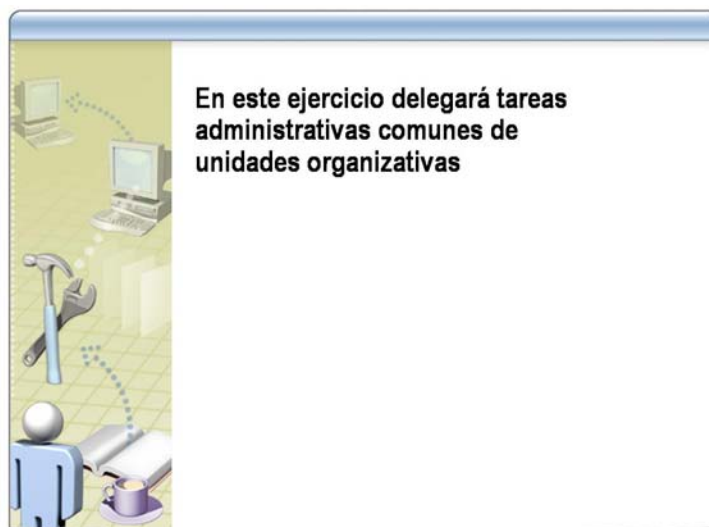 En este ejercicio delegará tareas
administrativas comunes de
unidades organizativas